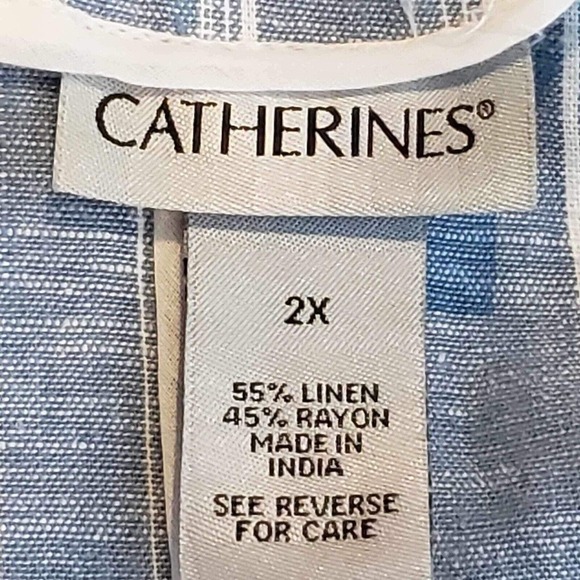 CATHERINES®
2X
55% LINEN
45% RAYON
MADE IN
INDIA
SEE REVERSE
FOR CARE